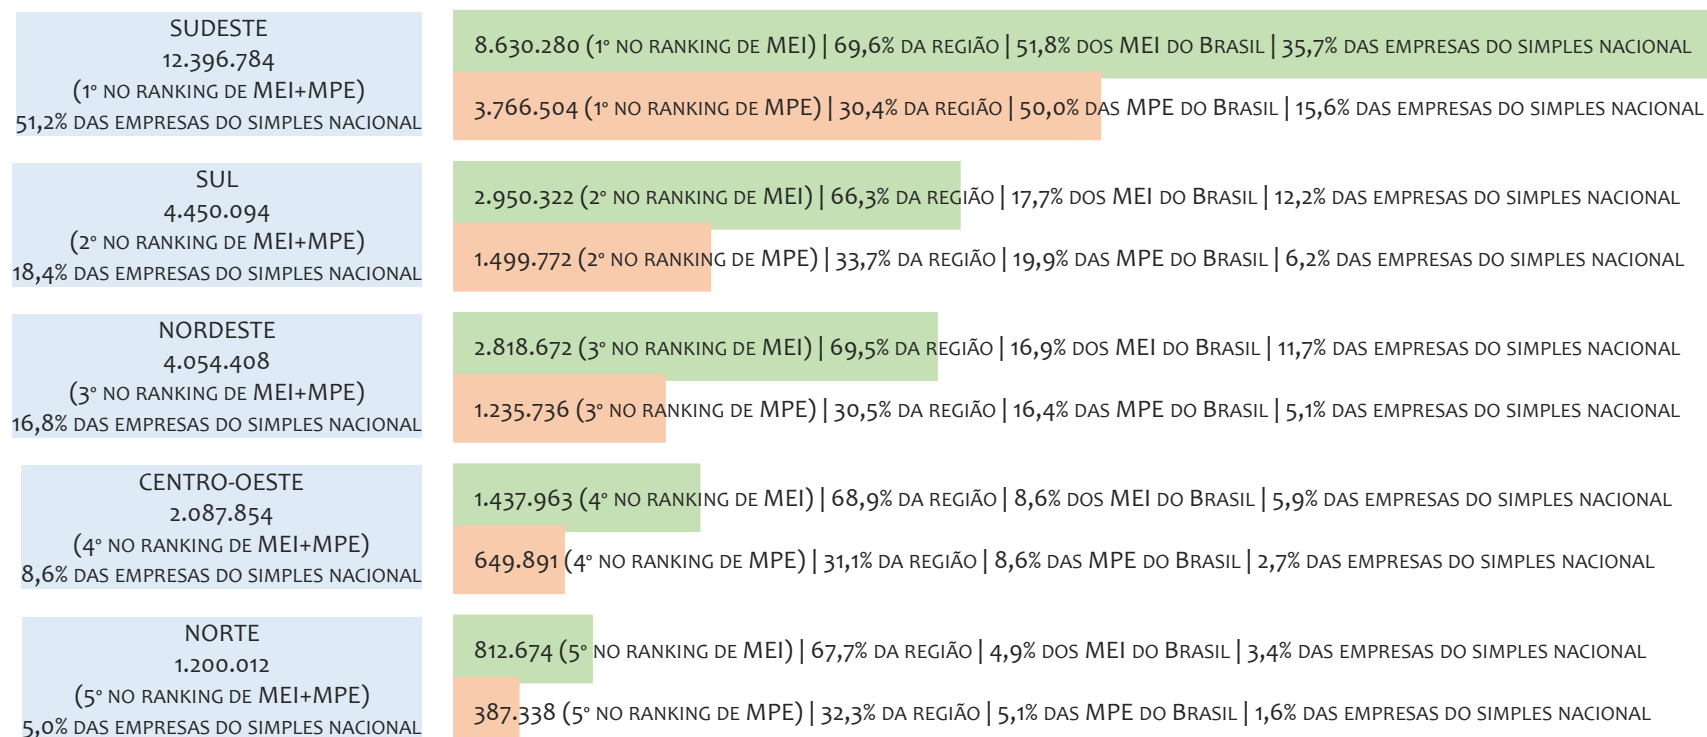 SUDESTE
12.396.784
(1° NO RANKING DE MEI+MPE)
51,2% DAS EMPRESAS DO SIMPLES NACIONAL
8.630.280 (1° NO RANKING DE MEI) | 69,6% DA REGIÃO | 51,8% DOS MEI DO BRASIL | 35,7% DAS EMPRESAS DO SIMPLES NACIONAL
3.766.504 (1° NO RANKING DE MPE) | 30,4% DA REGIÃO | 50,0% DAS MPE DO BRASIL | 15,6% DAS EMPRESAS DO SIMPLES NACIONAL
SUL
4.450.094
(2° NO RANKING DE MEI+MPE)
18,4% DAS EMPRESAS DO SIMPLES NACIONAL
2.950.322 (2° NO RANKING DE MEI) | 66,3% DA REGIÃO | 17,7% DOS MEI DO BRASIL | 12,2% DAS EMPRESAS DO SIMPLES NACIONAL
1.499.772 (2° NO RANKING DE MPE) | 33,7% DA REGIÃO | 19,9% DAS MPE DO BRASIL | 6,2% DAS EMPRESAS DO SIMPLES NACIONAL
NORDESTE
4.054.408
(3° NO RANKING DE MEI+MPE)
16,8% DAS EMPRESAS DO SIMPLES NACIONAL
2.818.672 (3° NO RANKING DE MEI) | 69,5% DA REGIÃO | 16,9% DOS MEI DO BRASIL | 11,7% DAS EMPRESAS DO SIMPLES NACIONAL
1.235.736 (3° NO RANKING DE MPE) | 30,5% DA REGIÃO | 16,4% DAS MPE DO BRASIL | 5,1% DAS EMPRESAS DO SIMPLES NACIONAL
CENTRO-OESTE
2.087.854
(4° NO RANKING DE MEI+MPE)
8,6% DAS EMPRESAS DO SIMPLES NACIONAL
1.437.963 (4° NO RANKING DE MEI) | 68,9% DA REGIÃO | 8,6% DOS MEI DO BRASIL | 5,9% DAS EMPRESAS DO SIMPLES NACIONAL
649.891 (4° NO RANKING DE MPE) | 31,1% DA REGIÃO | 8,6% DAS MPE DO BRASIL | 2,7% DAS EMPRESAS DO SIMPLES NACIONAL
NORTE
1.200.012
(5° NO RANKING DE MEI+MPE)
5,0% DAS EMPRESAS DO SIMPLES NACIONAL
812.674 (5° NO RANKING DE MEI) | 67,7% DA REGIÃO | 4,9% DOS MEI DO BRASIL | 3,4% DAS EMPRESAS DO SIMPLES NACIONAL
387.338 (5° NO RANKING DE MPE) | 32,3% DA REGIÃO | 5,1% DAS MPE DO BRASIL | 1,6% DAS EMPRESAS DO SIMPLES NACIONAL